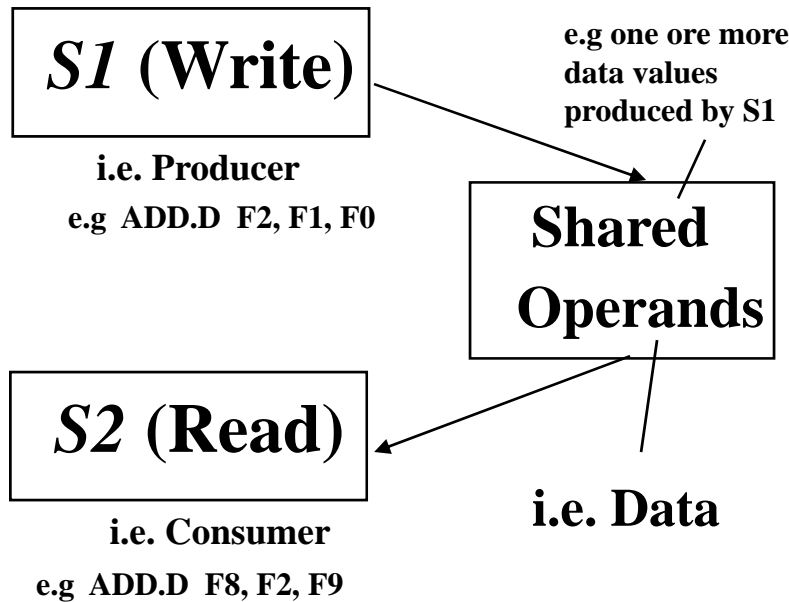 S1 (Write)
i.e. Producer
e.g ADD.D F2, F1, F0
e.g one ore more
data values
produced by S1
Shared
Operands
S2 (Read)
i.e. Consumer
e.g ADD.D F8, F2, F9
i.e. Data